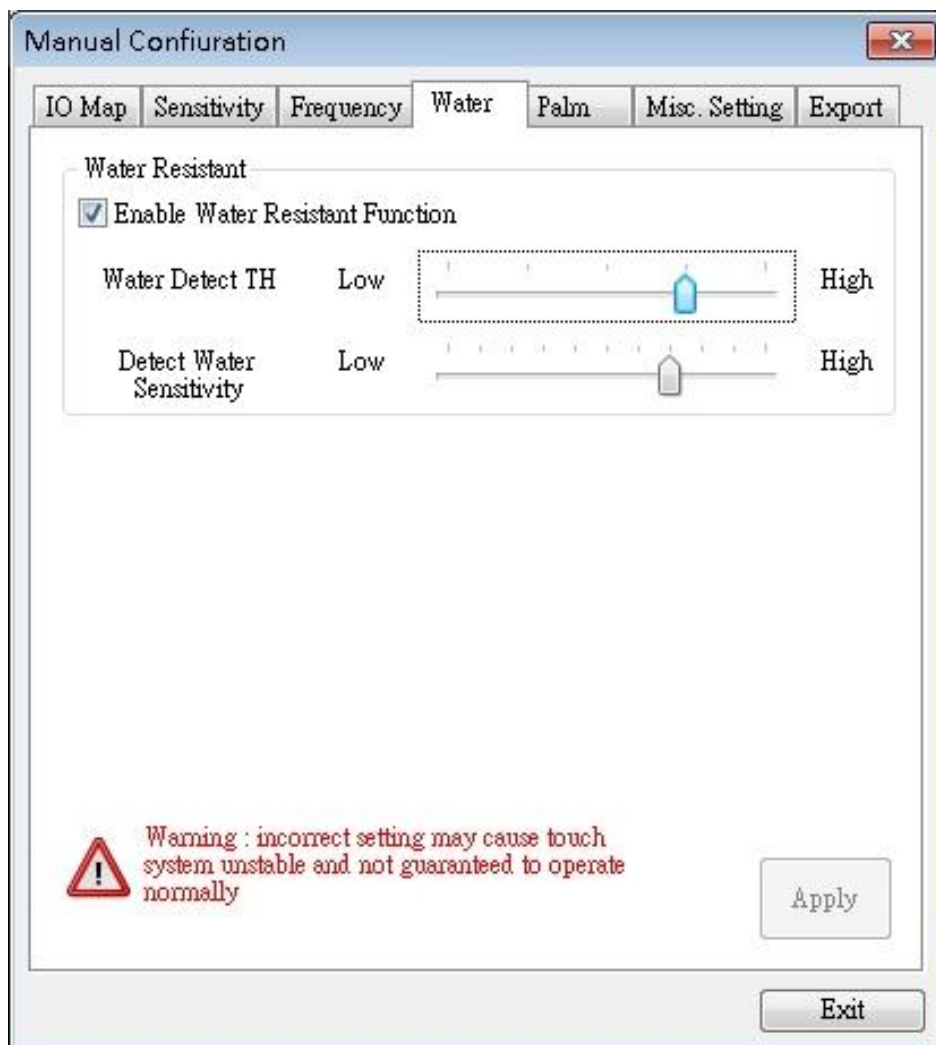 Manual Confiuration
IO Map Sensitivity Frequency Water Palm Misc. Setting Export
Water Resistant
Enable Water Resistant Function
Water Detect TH Low High
Detect Water Low High
Sensitivity
Warning : incorrect setting may cause touch
system unstable and not guaranteed to operate
normally
Apply
Exit